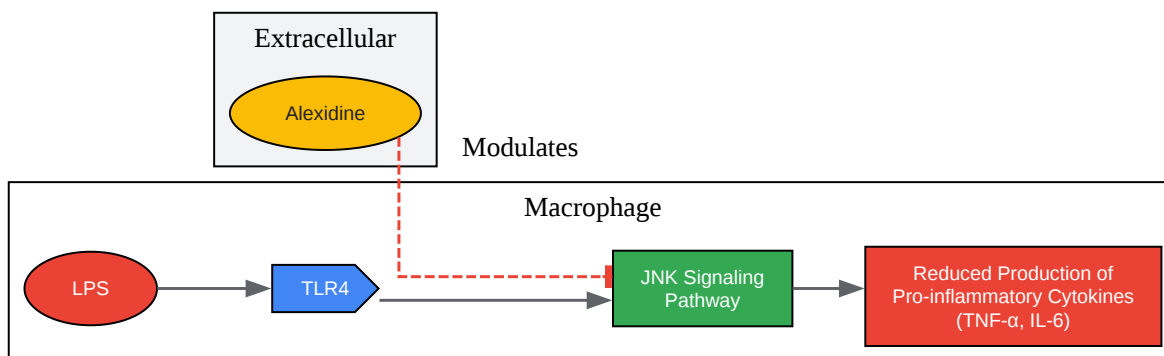 Extracellular
Alexidine
Modulates
Macrophage
LPS
TLR4
JNK Signaling
Pathway
Reduced Production of
Pro-inflammatory Cytokines
(TNF-α, IL-6)